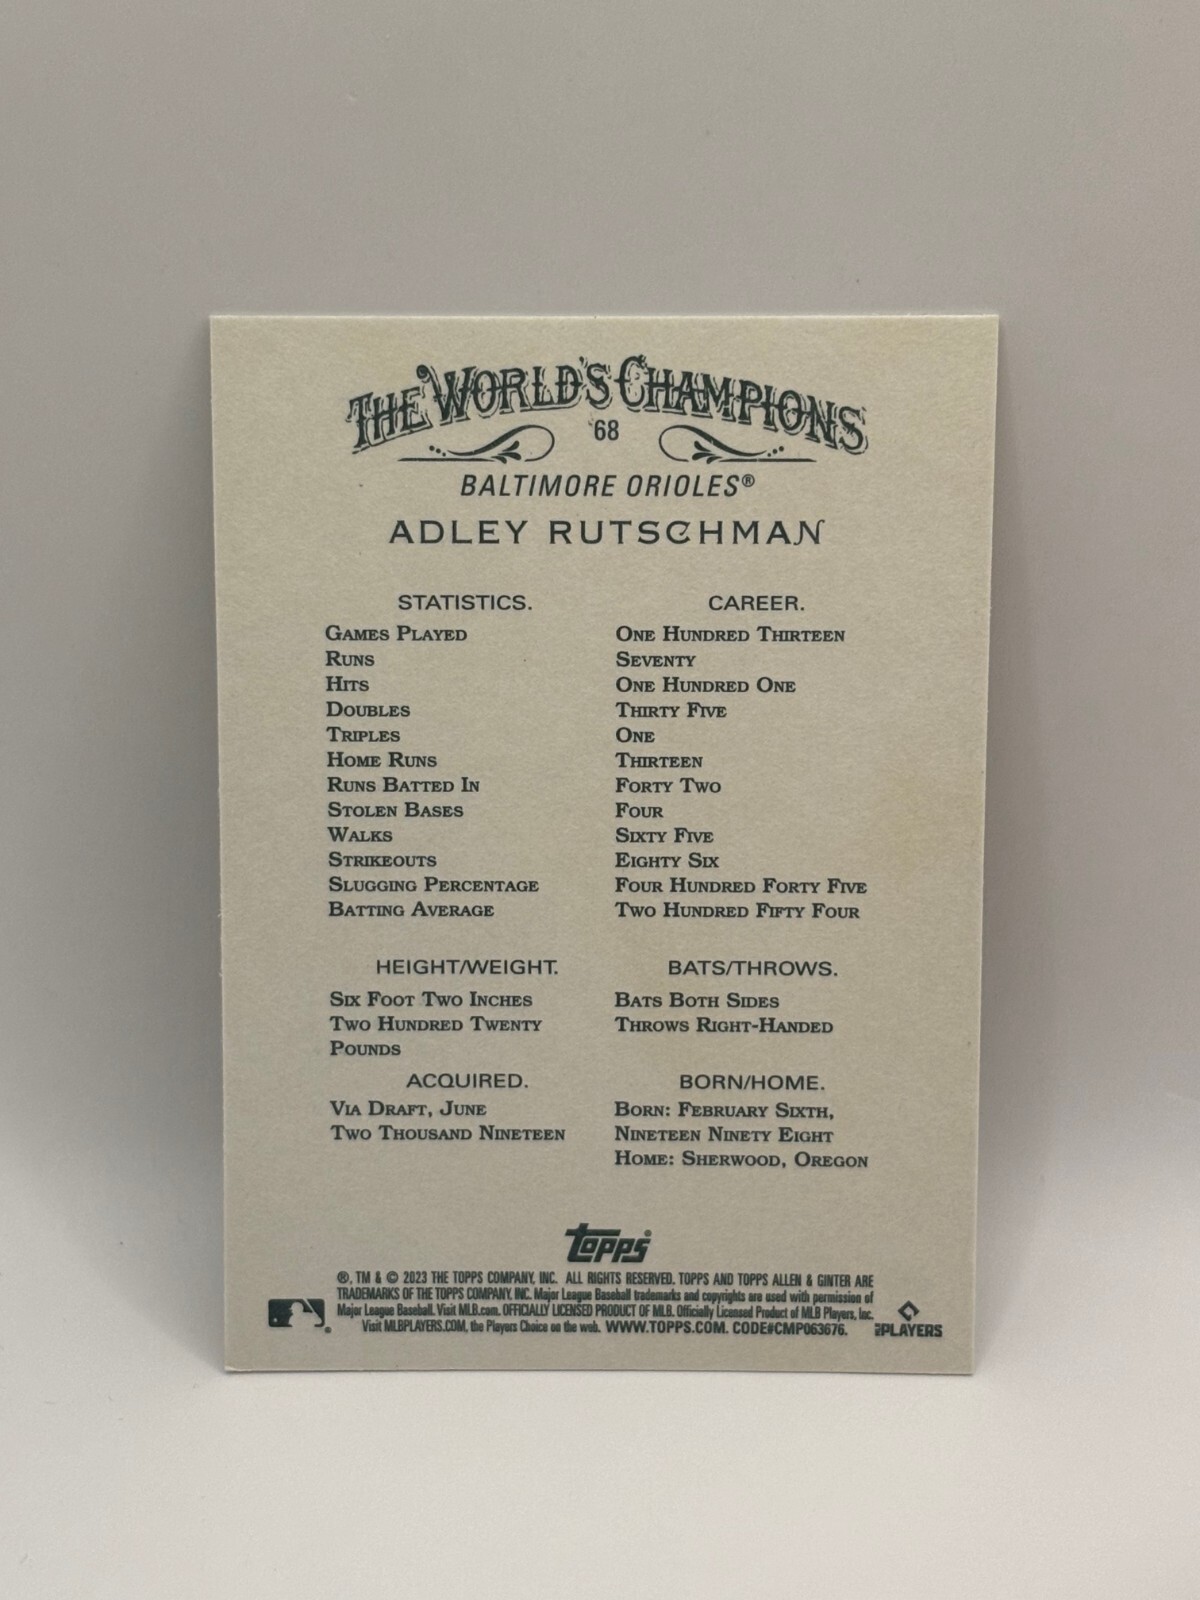 THE WORLD'S CHAMPIONS
68
BALTIMORE ORIOLES®
ADLEY RUTSCHMAN
STATISTICS. CAREER.
GAMES PLAYED ONE HUNDRED THIRTEEN
RUNS SEVENTY
HITS ONE HUNDRED ONE
DOUBLES THIRTY FIVE
TRIPLES ONE
HOME RUNS THIRTEEN
RUNS BATTED IN FORTY TWO
STOLEN BASES FOUR
WALKS SIXTY FIVE
STRIKEOUTS EIGHTY SIX
SLUGGING PERCENTAGE FOUR HUNDRED FORTY FIVE
BATTING AVERAGE TWO HUNDRED FIFTY FOUR
HEIGHT/WEIGHT.
SIX FOOT TWO INCHES
TWO HUNDRED TWENTY
POUNDS
BATS/THROWS.
BATS BOTH SIDES
THROWS RIGHT-HANDED
ACQUIRED.
VIA DRAFT, JUNE
TWO THOUSAND NINETEEN
BORN/HOME.
BORN: FEBRUARY SIXTH,
NINETEEN NINETY EIGHT
HOME: SHERWOOD, OREGON
topps®
®, TM & © 2023 THE TOPPS COMPANY, INC. ALL RIGHTS RESERVED. TOPPS AND TOPPS ALLEN & GINTER ARE
TRADEMARKS OF THE TOPPS COMPANY, INC. Major League Baseball trademarks and copyrights are used with permission of
Major League Baseball. Visit MLB.com. OFFICIALLY LICENSED PRODUCT OF MLB. Officially Licensed Product of MLB Players, Inc.
Visit MLBPLAYERS.COM, the Players Choice on the web. WWW.TOPPS.COM. CODE#CMP063676.
PLAYERS